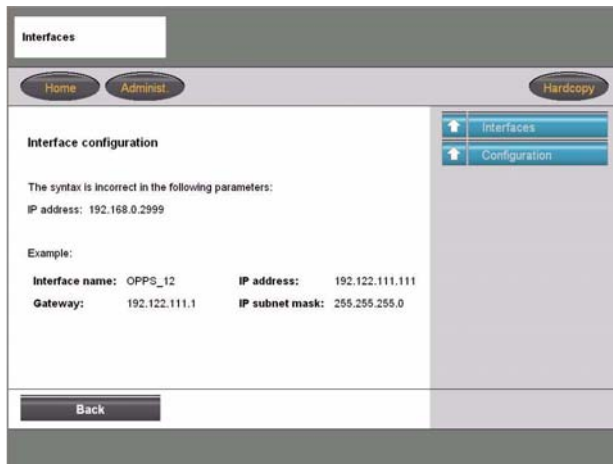 Interfaces
Home
Administ.
Hardcopy
Interfaces
Configuration
Interface configuration
The syntax is incorrect in the following parameters:
IP address: 192.168.0.2999
Example:
Interface name: OPPS_12 IP address: 192.122.111.111
Gateway: 192.122.111.1 IP subnet mask: 255.255.255.0
Back